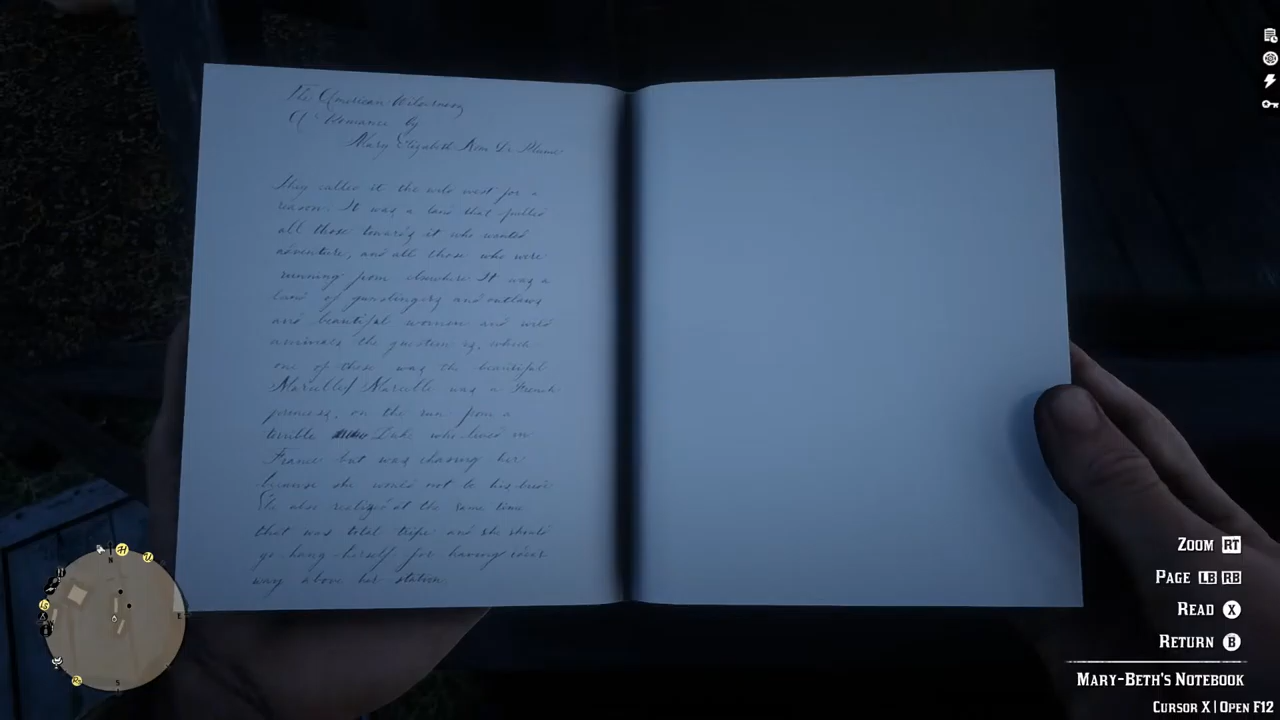 The American Wilderness
A Romance by
Mary Elizabeth Nom De Plume
They called it the wild west for a
reason. It was a land that pulled
all those towards it who wanted
adventure, and all those who were
running from elsewhere. It was a
land of gunslingers and outlaws
and beautiful women and wild
animals the question is, which
one of these was the beautiful
Marcelle/ Marcelle was a French
princess, on the run from a
terrible Duke who lived in
France but was chasing her
because she would not be his bride
She also realized at the same time
that was total tripe and she should
go hang herself for having ideas
way above her station.
ZOOM RT
PAGE LB RB
READ X
RETURN B
MARY-BETH'S NOTEBOOK
CURSOR X | OPEN F12
N
H
U
LS
E
S